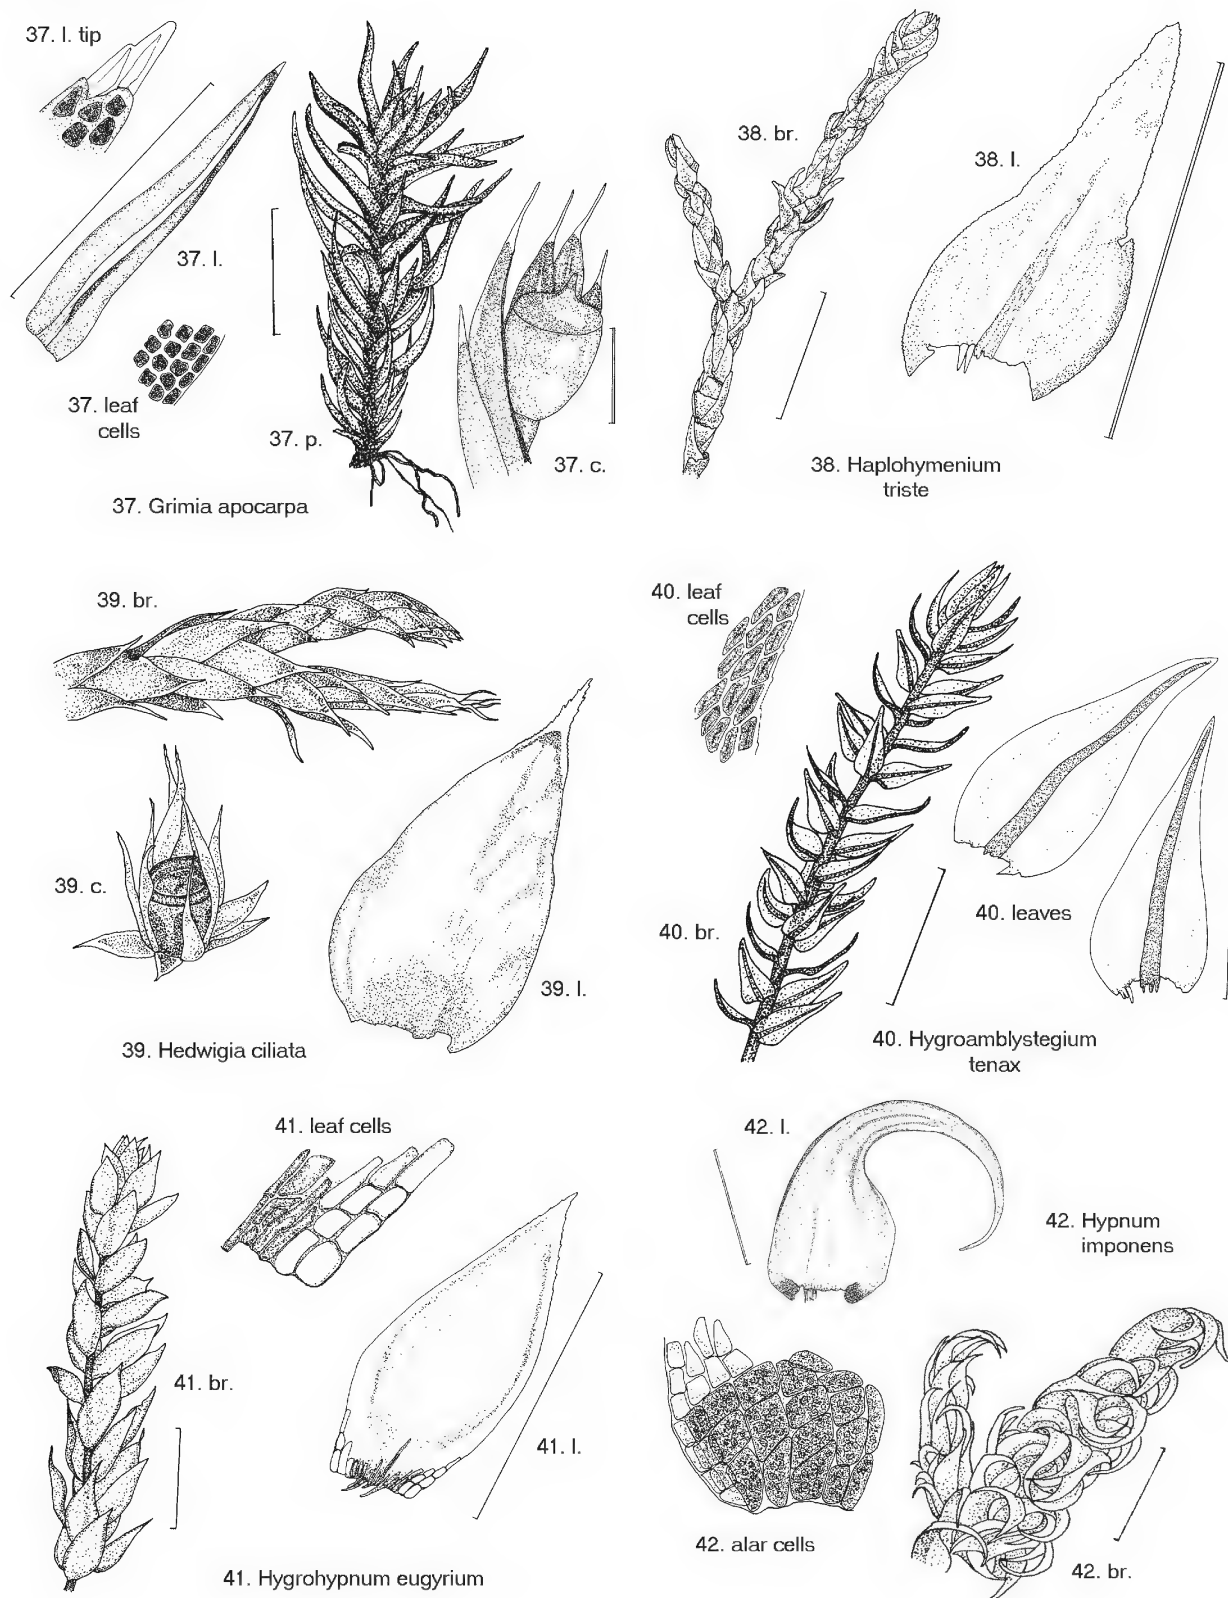 37. l. tip
37. l.
37. leaf
cells
37. p.
37. c.
37. Grimia apocarpa
38. br.
38. l.
38. Haplohymenium
triste
39. br.
39. c.
39. l.
39. Hedwigia ciliata
40. leaf
cells
40. br.
40. leaves
40. Hygroamblystegium
tenax
41. leaf cells
41. br.
41. l.
41. Hygrohypnum eugyrium
42. l.
42. Hypnum
imponens
42. alar cells
42. br.